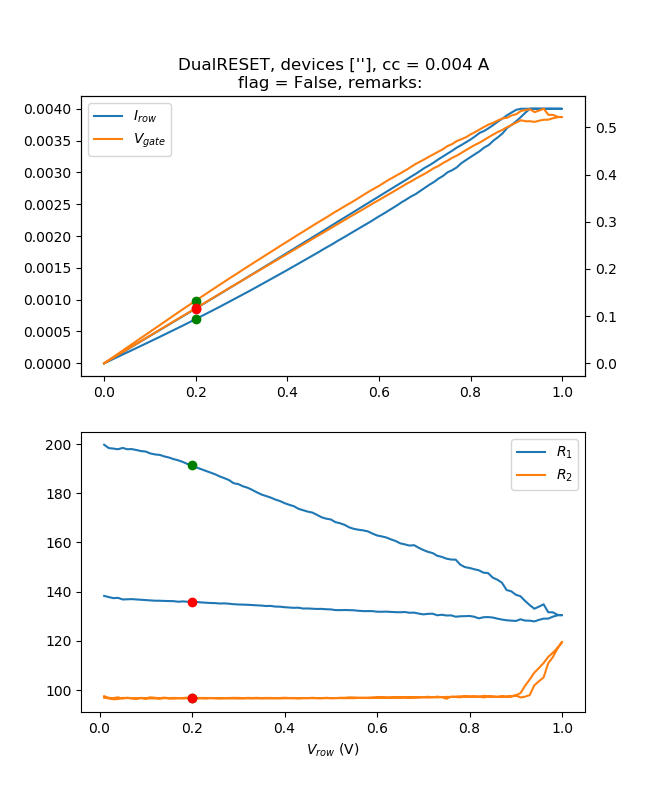 DualRESET, devices [''], cc = 0.004 A
flag = False, remarks:
0.0040
0.0035
0.0030
0.0025
0.0020
0.0015
0.0010
0.0005
0.0000
I_row
V_gate
0.5
0.4
0.3
0.2
0.1
0.0
0.0 0.2 0.4 0.6 0.8 1.0
200
180
160
140
120
100
R_1
R_2
0.0 0.2 0.4 0.6 0.8 1.0
V_row (V)